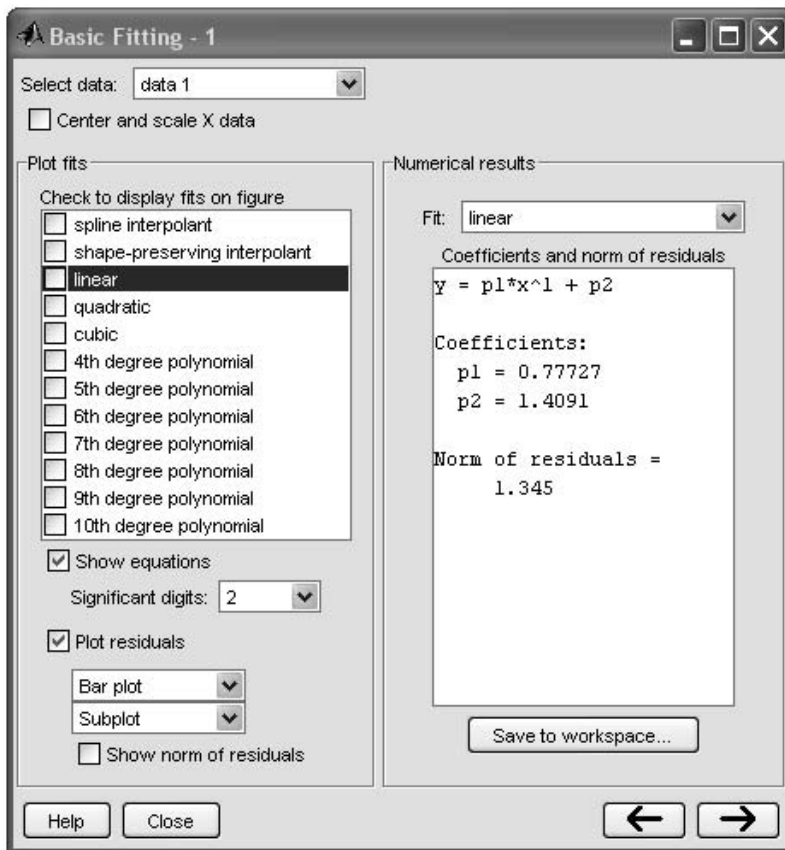 Basic Fitting - 1
Select data: data 1
Center and scale X data
Plot fits
Check to display fits on figure
spline interpolant
shape-preserving interpolant
linear
quadratic
cubic
4th degree polynomial
5th degree polynomial
6th degree polynomial
7th degree polynomial
8th degree polynomial
9th degree polynomial
10th degree polynomial
Show equations
Significant digits: 2
Plot residuals
Bar plot
Subplot
Show norm of residuals
Numerical results
Fit: linear
Coefficients and norm of residuals
y = p1*x^1 + p2
Coefficients:
p1 = 0.77727
p2 = 1.4091
Norm of residuals =
1.345
Save to workspace...
Help Close